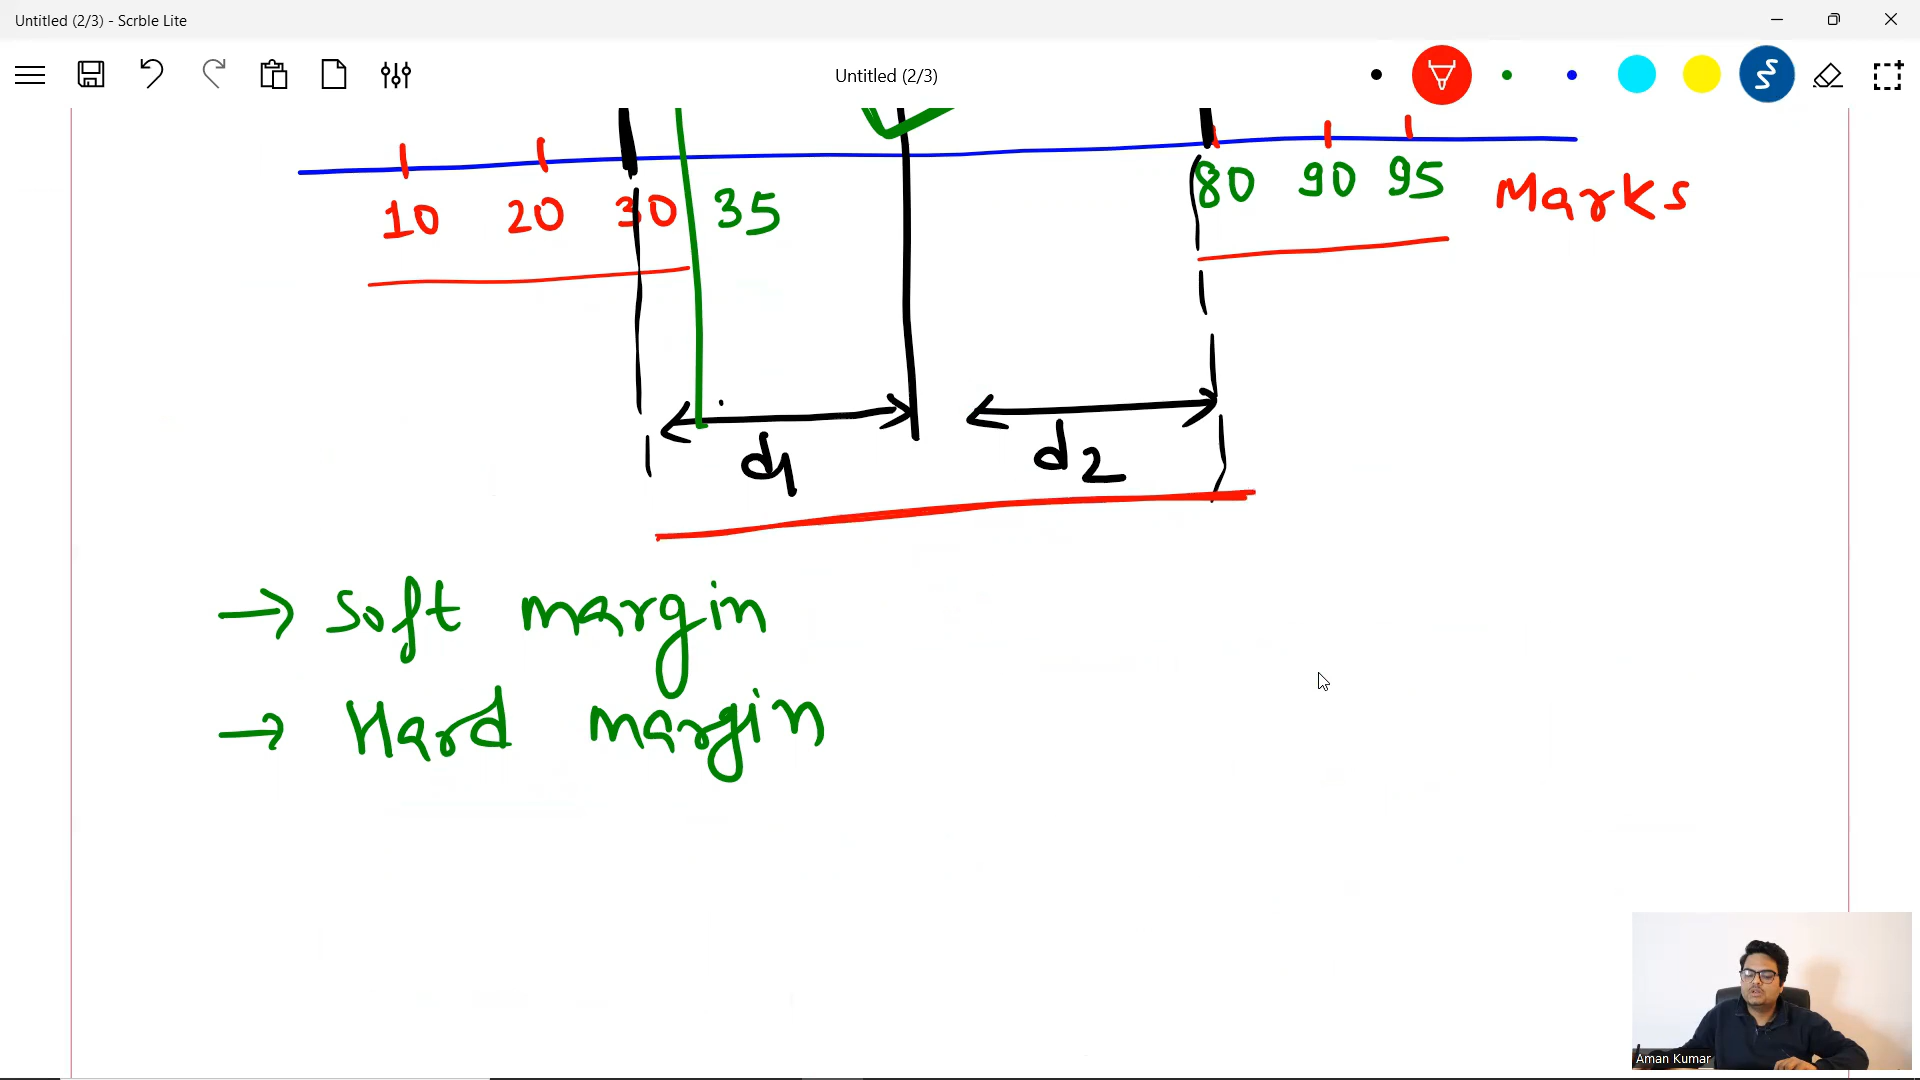 Untitled (2/3) - Scrble Lite
Untitled (2/3)
10 20 30 35 80 90 95 Marks
d1 d2
→ Soft margin
→ Hard margin
Aman Kumar